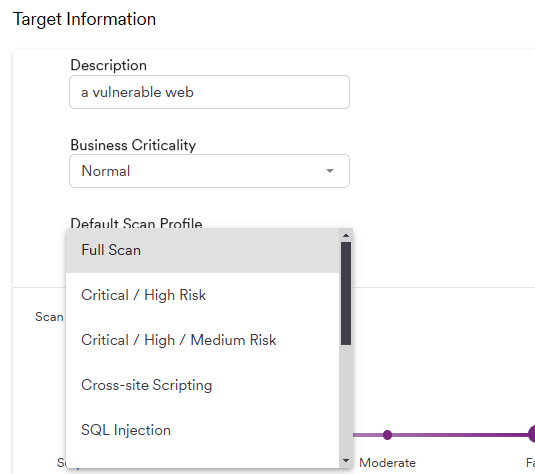 Target Information
Description
a vulnerable web
Business Criticality
Normal
Default Scan Profile
Full Scan
Critical / High Risk
Scan
Critical / High / Medium Risk
Cross-site Scripting
SQL Injection
Moderate